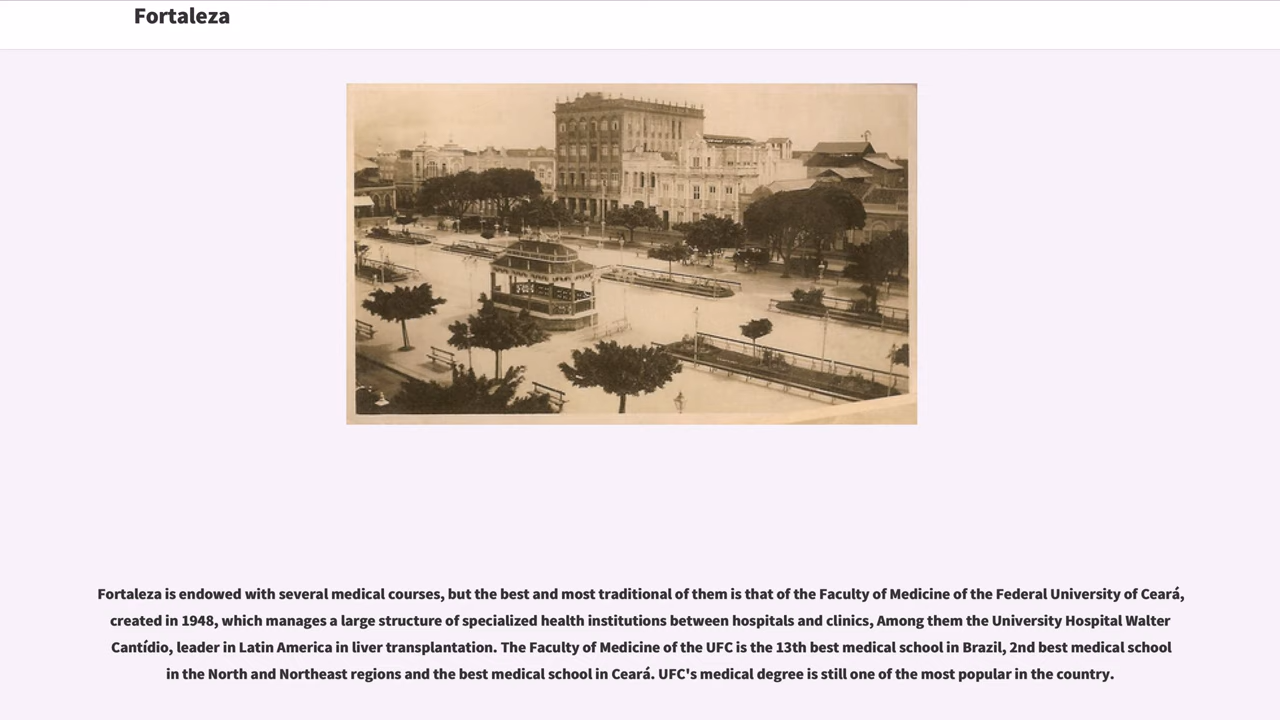 Fortaleza
Fortaleza is endowed with several medical courses, but the best and most traditional of them is that of the Faculty of Medicine of the Federal University of Ceará,
created in 1948, which manages a large structure of specialized health institutions between hospitals and clinics, Among them the University Hospital Walter
Cantídio, leader in Latin America in liver transplantation. The Faculty of Medicine of the UFC is the 13th best medical school in Brazil, 2nd best medical school
in the North and Northeast regions and the best medical school in Ceará. UFC's medical degree is still one of the most popular in the country.